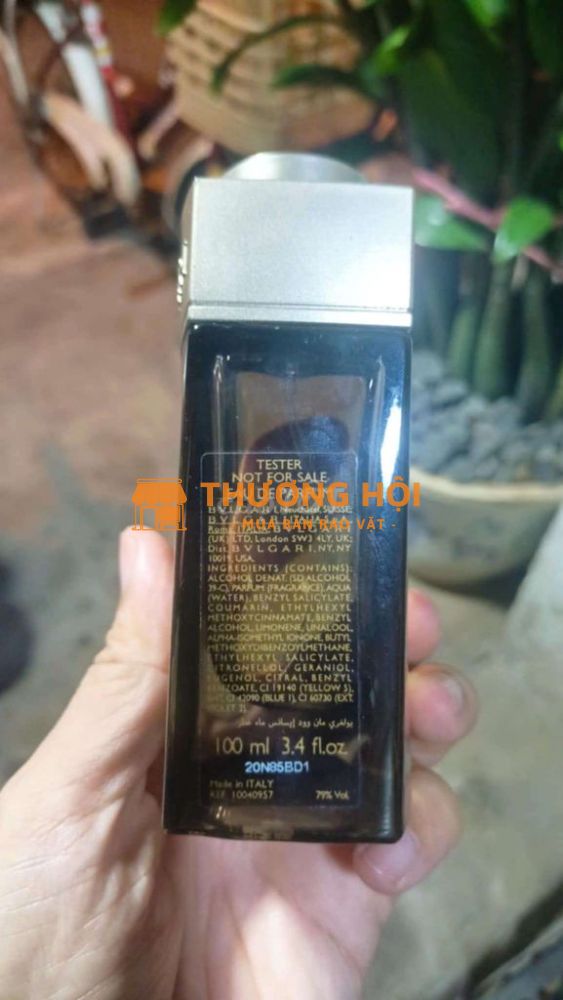 TESTER
NOT FOR SALE
THƯƠNG HỘI
- MUA BÁN RAO VẶT -
(UK) LTD, London SW3 4LY, UK;
Dist. BVLGARI, NY, NY
10019, USA.
INGREDIENTS (CONTAINS):
ALCOHOL DENAT. (SD ALCOHOL
39-C), PARFUM (FRAGRANCE), AQUA
(WATER), BENZYL SALICYLATE,
COUMARIN, ETHYLHEXYL
METHOXYCINNAMATE, BENZYL
ALCOHOL, LIMONENE, LINALOOL,
ALPHA-ISOMETHYL IONONE, BUTYL
METHOXYDIBENZOYLMETHANE,
ETHYLHEXYL SALICYLATE,
CITRONELLOL, GERANIOL,
EUGENOL, CITRAL, BENZYL
BENZOATE, CI 19140 (YELLOW 5),
CI 42090 (BLUE 1), CI 60730 (EXT.
VIOLET 2).
100 ml 3.4 fl.oz.
20N85BD1
Made in ITALY
REF. 10040957 79% Vol.